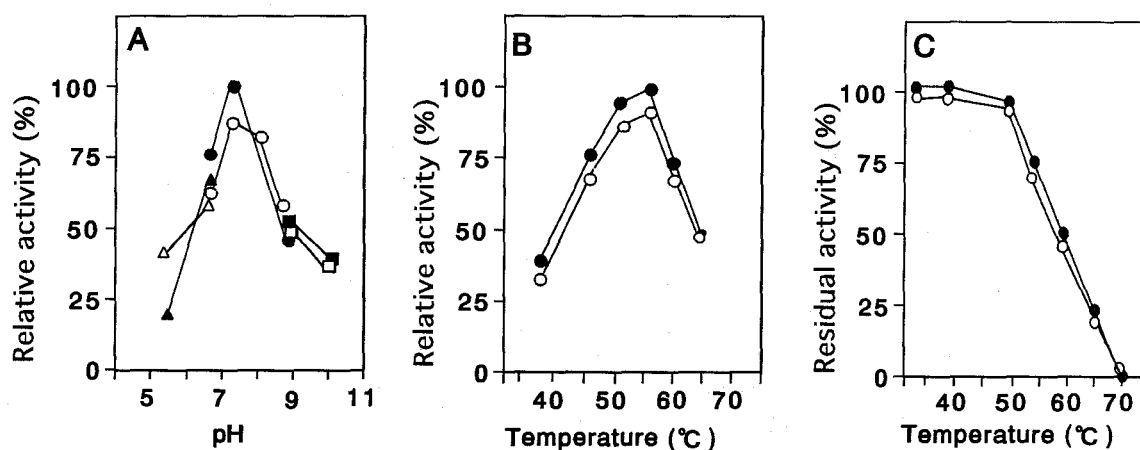 A
Relative activity (%)
100
75
50
25
0
5 7 9 11
pH
B
Relative activity (%)
100
75
50
25
0
40 50 60 70
Temperature (℃)
C
Residual activity (%)
100
75
50
25
0
40 50 60 70
Temperature (℃)